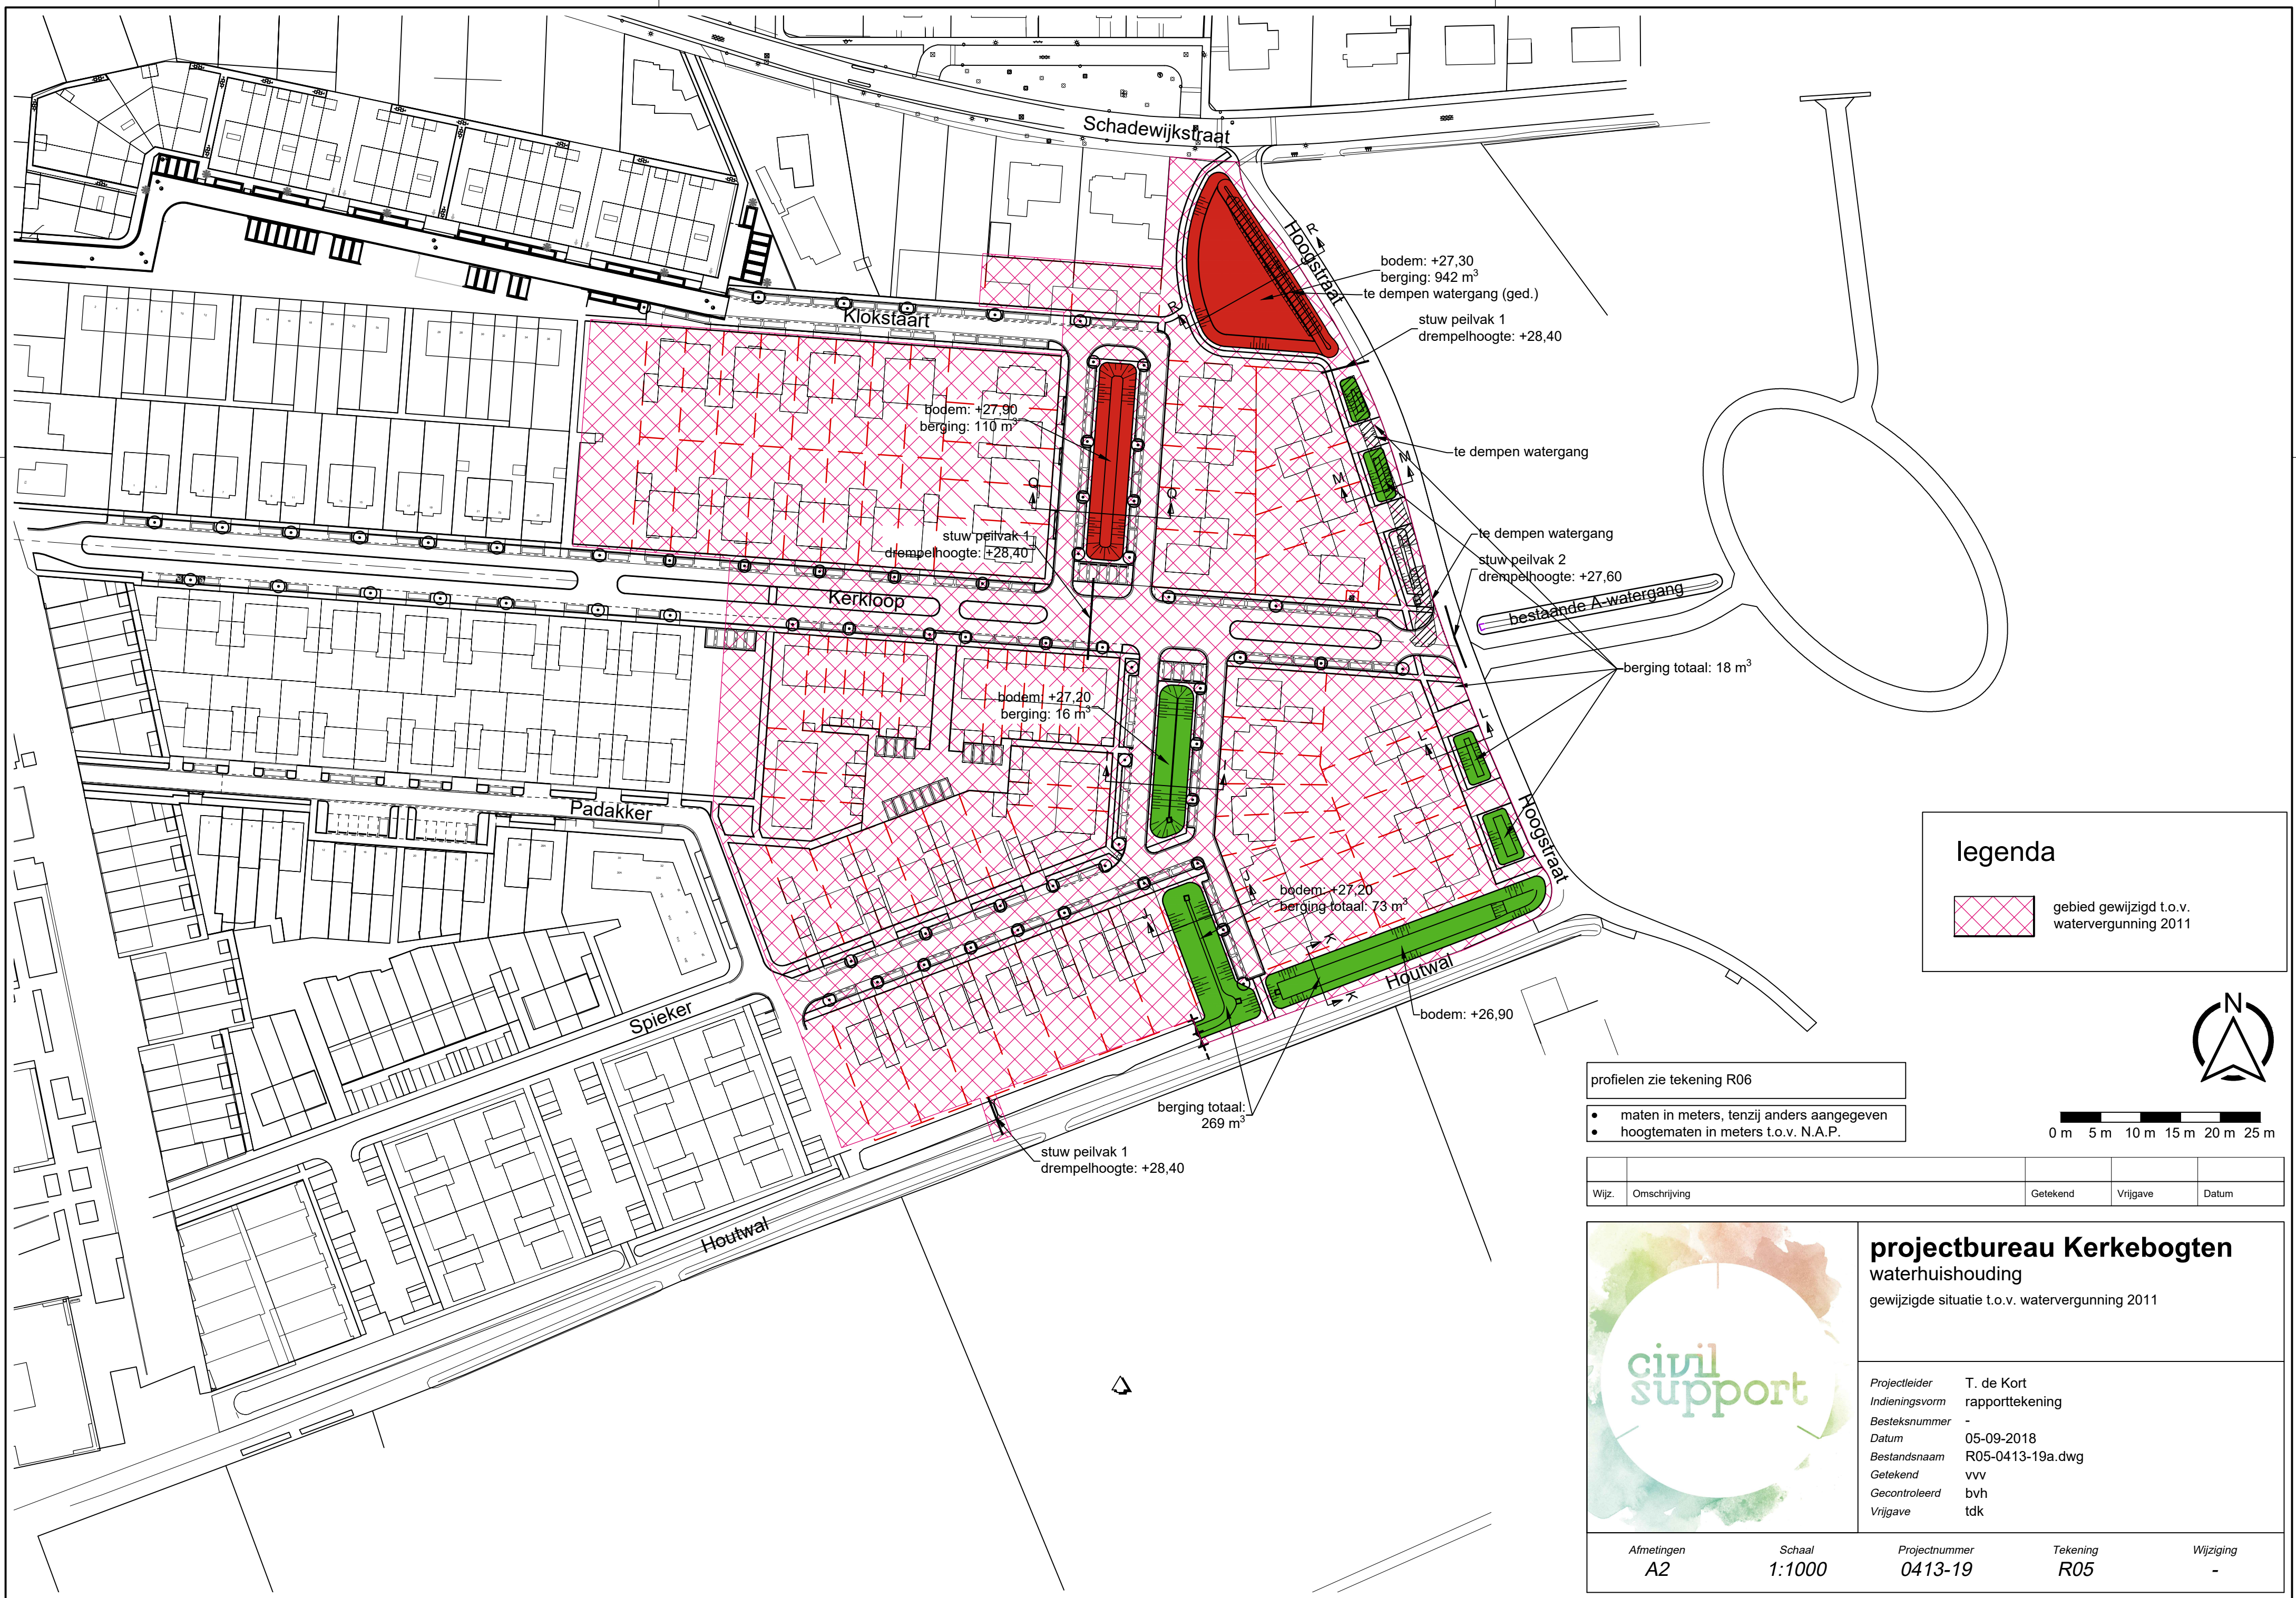 Schadewijkstraat
Hoogstraat
R
R
bodem: +27,30
berging: 942 m³
te dempen watergang (ged.)
stuw peilvak 1
drempelhoogte: +28,40
Klokstaart
bodem: +27,90
berging: 110 m³
te dempen watergang
M
M
Q
Q
stuw peilvak 1
drempelhoogte: +28,40
te dempen watergang
stuw peilvak 2
drempelhoogte: +27,60
bestaande A-watergang
Kerkloop
berging totaal: 18 m³
bodem: +27,20
berging: 16 m³
L
L
I
I
Padakker
Hoogstraat
bodem: +27,20
berging totaal: 73 m³
J
J
K
K
Houtwal
bodem: +26,90
Spieker
berging totaal:
269 m³
stuw peilvak 1
drempelhoogte: +28,40
Houtwal
legenda
gebied gewijzigd t.o.v.
watervergunning 2011
N
profielen zie tekening R06
• maten in meters, tenzij anders aangegeven
• hoogtematen in meters t.o.v. N.A.P.
0 m 5 m 10 m 15 m 20 m 25 m
Wijz. Omschrijving Getekend Vrijgave Datum
civil
support
projectbureau Kerkebogten
waterhuishouding
gewijzigde situatie t.o.v. watervergunning 2011
Projectleider T. de Kort
Indieningsvorm rapporttekening
Besteksnummer -
Datum 05-09-2018
Bestandsnaam R05-0413-19a.dwg
Getekend vvv
Gecontroleerd bvh
Vrijgave tdk
Afmetingen Schaal Projectnummer Tekening Wijziging
A2 1:1000 0413-19 R05 -